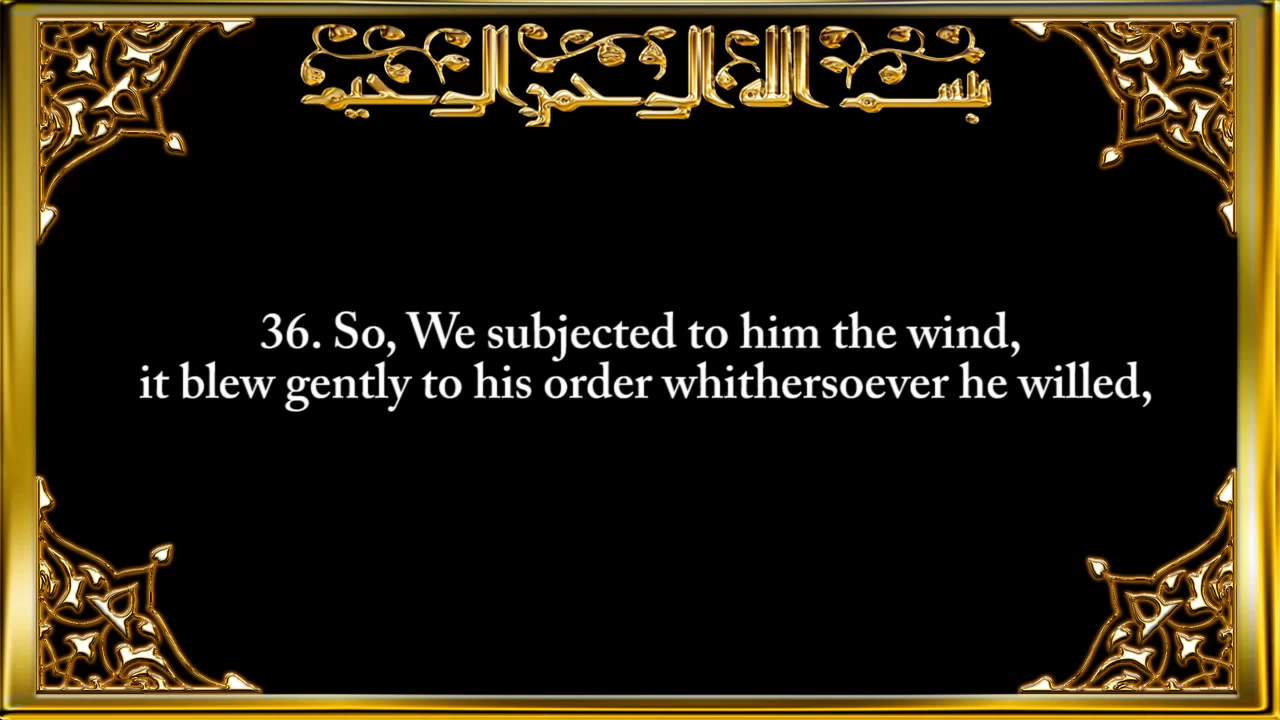 بسم الله الرحمن الرحيم
36. So, We subjected to him the wind,
it blew gently to his order whithersoever he willed,